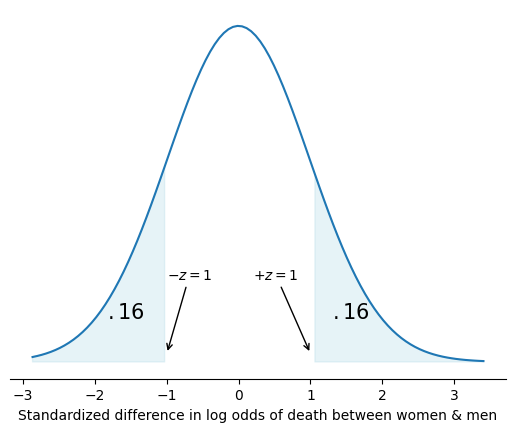 −z = 1
+z = 1
.16
.16
−3 −2 −1 0 1 2 3
Standardized difference in log odds of death between women & men